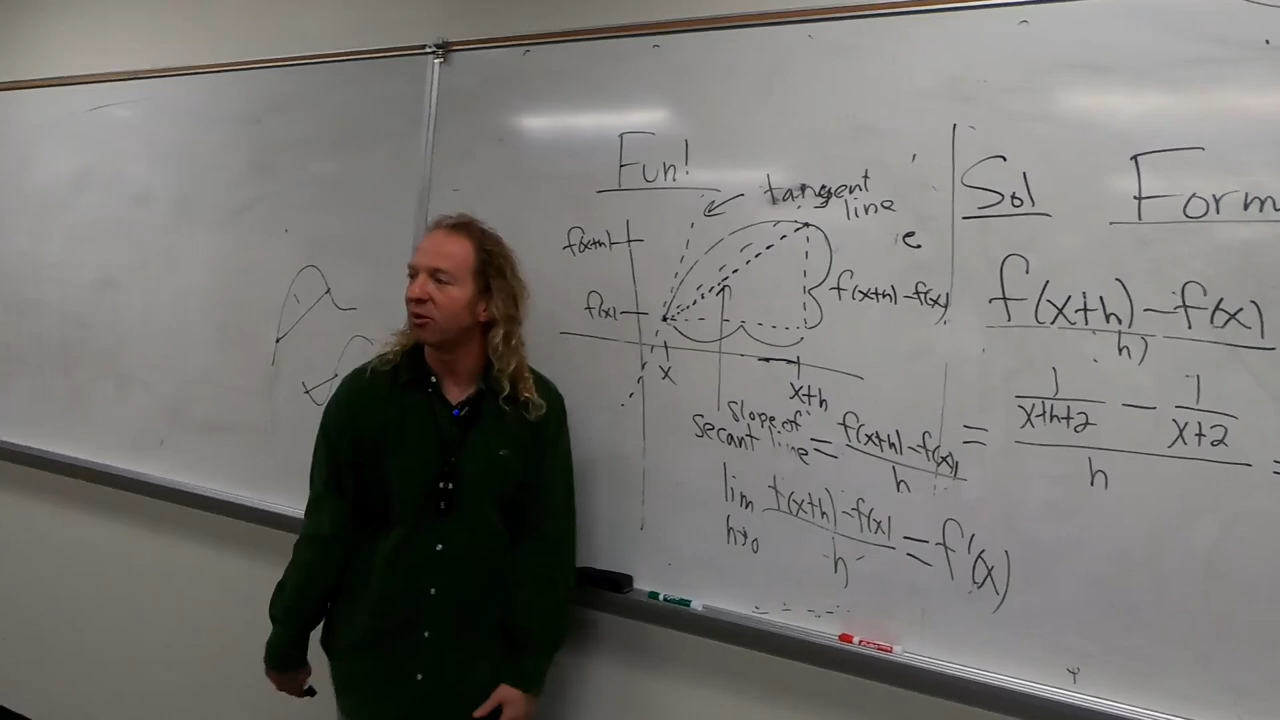 Fun!
tangent
line
e
f(x+h)
f(x)
f(x+h)-f(x)
x
x+h
slope of
secant line = f(x+h)-f(x)
h
lim f(x+h)-f(x)
h→0 h
= f'(x)
Sol Form
f(x+h)-f(x)
h
= 1/(x+h+2) - 1/(x+2)
h
=